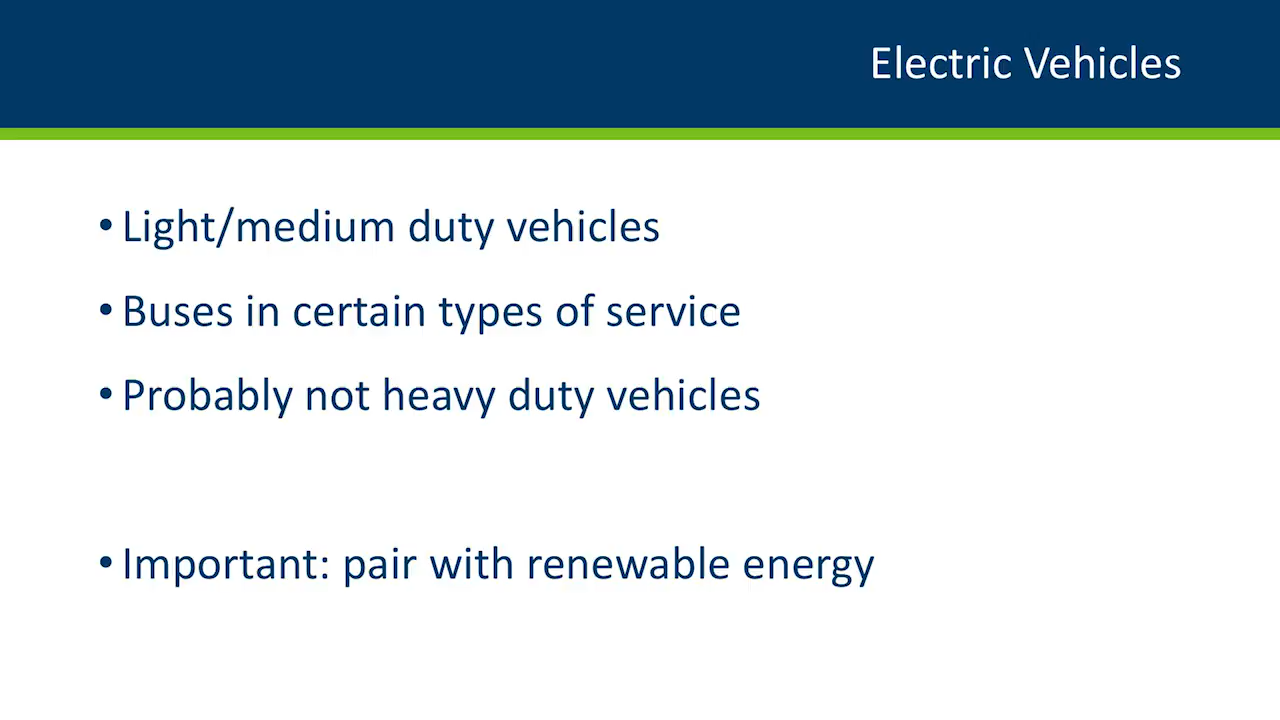 Electric Vehicles
• Light/medium duty vehicles
• Buses in certain types of service
• Probably not heavy duty vehicles
• Important: pair with renewable energy